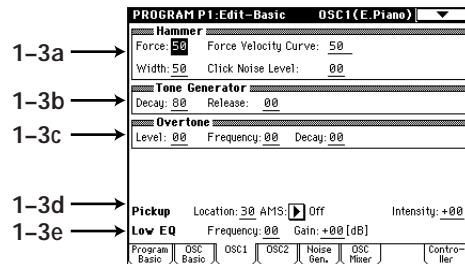 PROGRAM P1:Edit-Basic OSC1(E.Piano)
Hammer
1–3a
Force: 50 Force Velocity Curve: 50
Width: 50 Click Noise Level: 00
Tone Generator
1–3b
Decay: 80 Release: 00
Overtone
1–3c
Level: 00 Frequency: 00 Decay: 00
1–3d
Pickup Location: 30 AMS: Off Intensity: +00
1–3e
Low EQ Frequency: 00 Gain: +00 [dB]
Program Basic OSC Basic OSC1 OSC2 Noise Gen. OSC Mixer Contro- ller